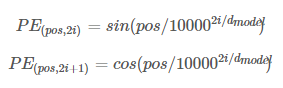 PE(pos,2i) = sin(pos/10000^2i/dmodel)
PE(pos,2i+1) = cos(pos/10000^2i/dmodel)